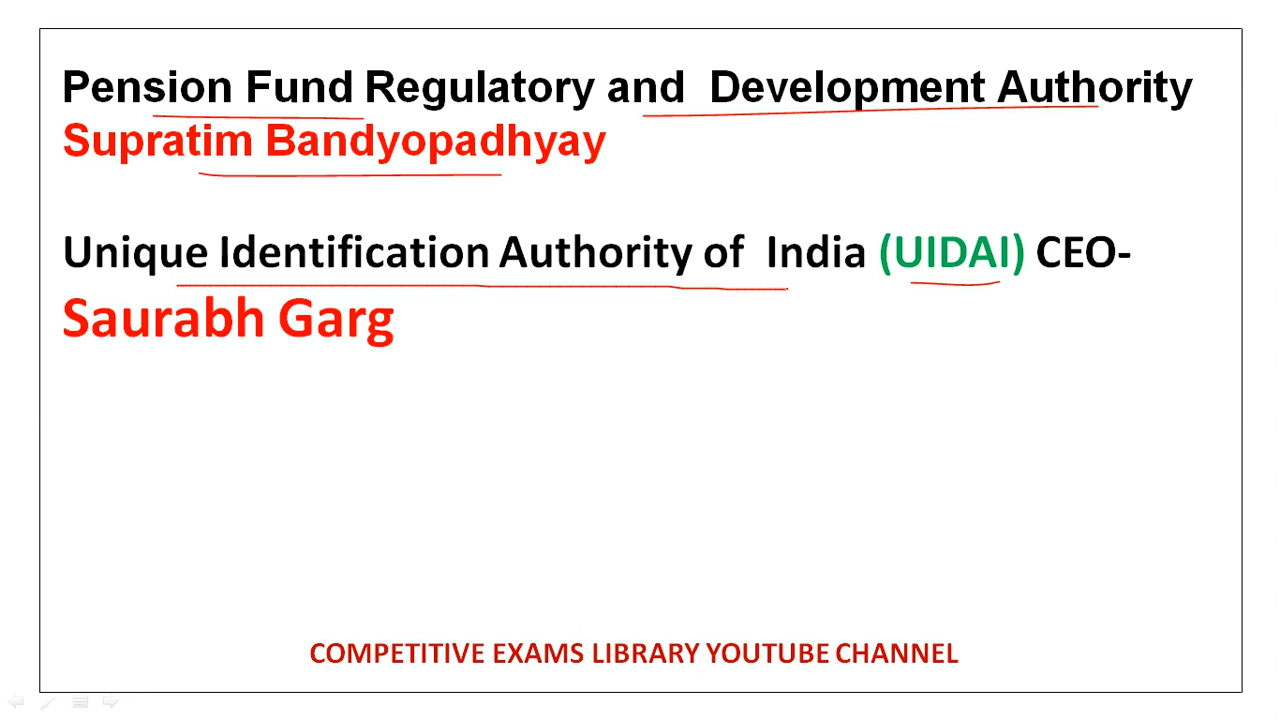 Pension Fund Regulatory and Development Authority
Supratim Bandyopadhyay
Unique Identification Authority of India (UIDAI) CEO-
Saurabh Garg
COMPETITIVE EXAMS LIBRARY YOUTUBE CHANNEL